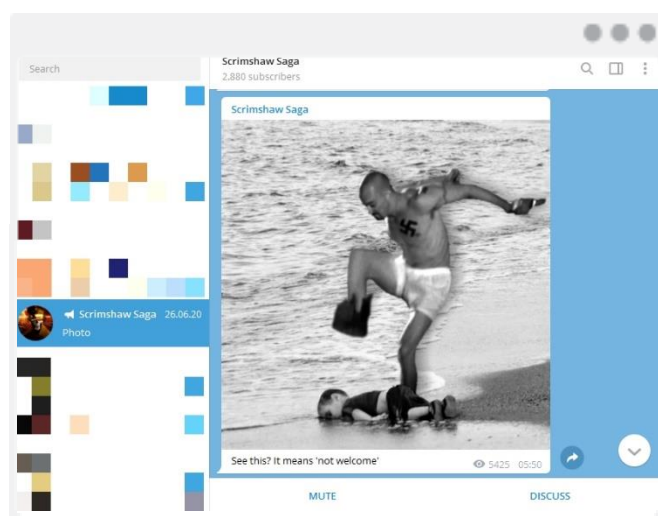 Search
Scrimshaw Saga
2,880 subscribers
Scrimshaw Saga
Scrimshaw Saga 26.06.20
Photo
See this? It means 'not welcome'
5425 05:50
MUTE
DISCUSS